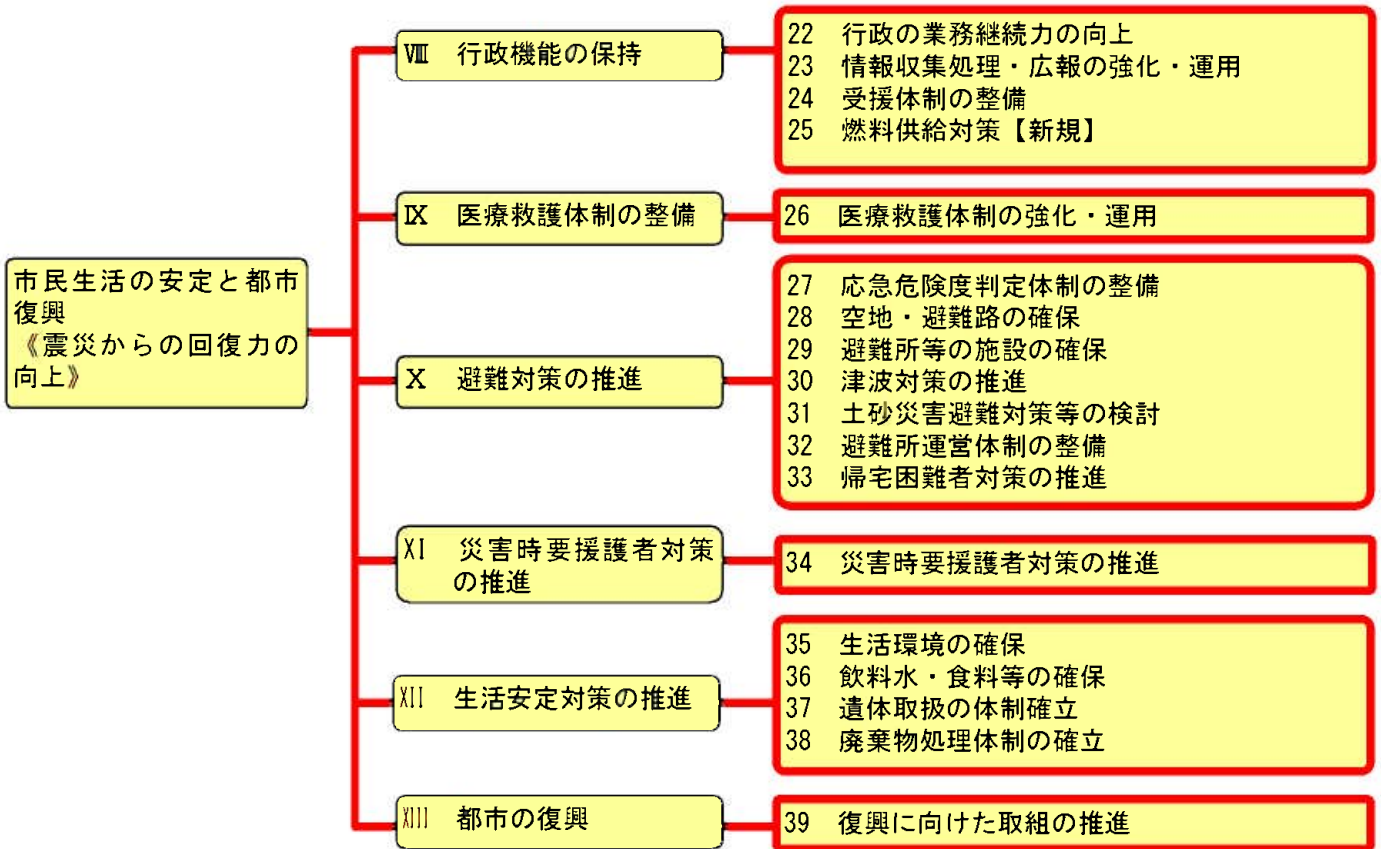 市民生活の安定と都市
復興
《震災からの回復力の
向上》
Ⅷ 行政機能の保持
22 行政の業務継続力の向上
23 情報収集処理・広報の強化・運用
24 受援体制の整備
25 燃料供給対策【新規】
Ⅸ 医療救護体制の整備
26 医療救護体制の強化・運用
Ⅹ 避難対策の推進
27 応急危険度判定体制の整備
28 空地・避難路の確保
29 避難所等の施設の確保
30 津波対策の推進
31 土砂災害避難対策等の検討
32 避難所運営体制の整備
33 帰宅困難者対策の推進
XI 災害時要援護者対策
の推進
34 災害時要援護者対策の推進
XII 生活安定対策の推進
35 生活環境の確保
36 飲料水・食料等の確保
37 遺体取扱の体制確立
38 廃棄物処理体制の確立
XIII 都市の復興
39 復興に向けた取組の推進